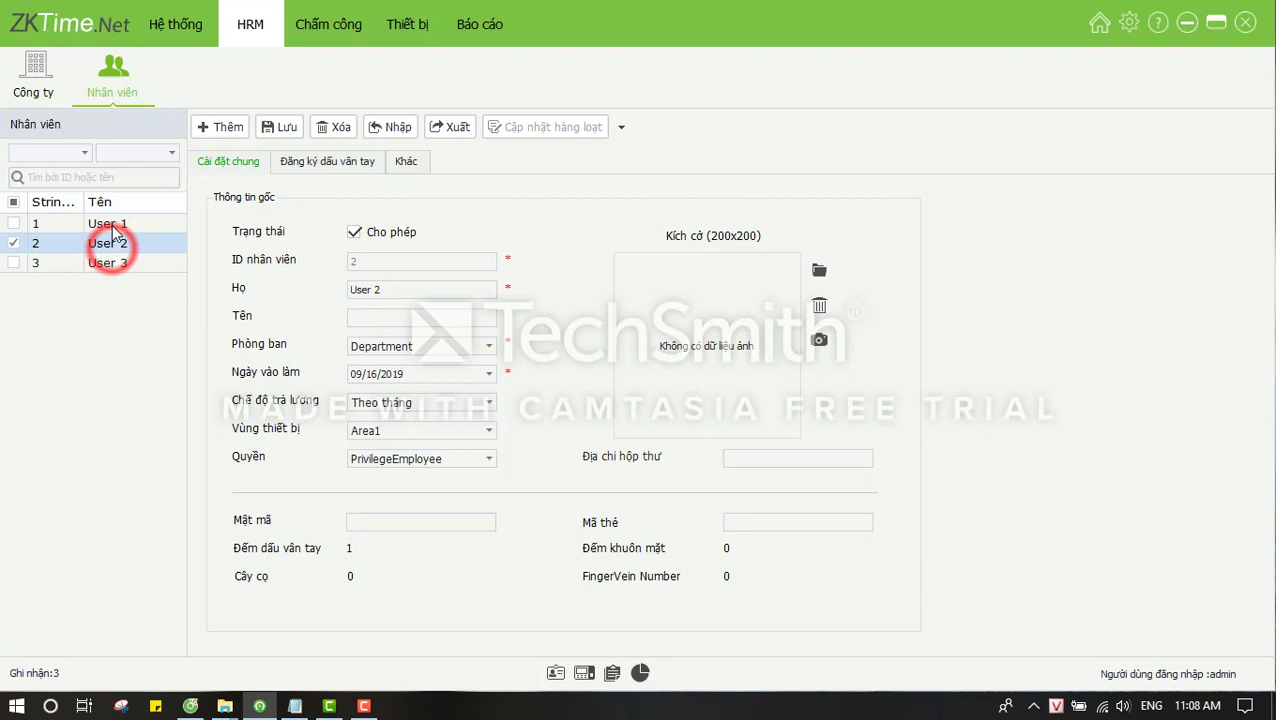 ZKTime.Net Hệ thống HRM Chấm công Thiết bị Báo cáo
Công ty Nhân viên
Nhân viên
Thêm Lưu Xóa Nhập Xuất Cập nhật hàng loạt
Tìm bởi ID hoặc tên
Cài đặt chung Đăng ký dấu vân tay Khác
Strin... Tên
1 User 1
2 User 2
3 User 3
Thông tin gốc
Trạng thái Cho phép
Kích cở (200x200)
ID nhân viên 2 *
Họ User 2 *
Tên
Phòng ban Department *
Không có dữ liệu ảnh
Ngày vào làm 09/16/2019 *
Chế độ trả lương Theo tháng
Vùng thiết bị Area1
Quyền PrivilegeEmployee
Địa chỉ hộp thư
TechSmith®
MADE WITH CAMTASIA FREE TRIAL
Mật mã
Mã thẻ
Đếm dấu vân tay 1
Đếm khuôn mặt 0
Cây cọ 0
FingerVein Number 0
Ghi nhận:3
Người dùng đăng nhập :admin
V ENG 11:08 AM